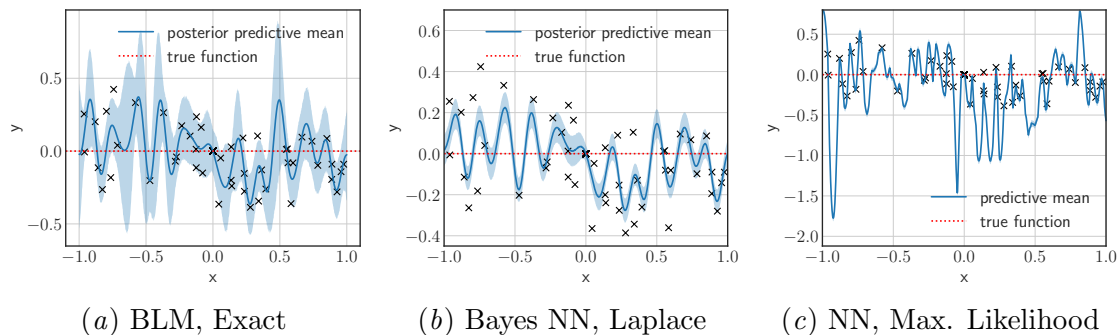 posterior predictive mean
true function
y
0.5
0.0
−0.5
−1.0
−0.5
0.0
0.5
1.0
x
(a) BLM, Exact
posterior predictive mean
true function
y
0.6
0.4
0.2
0.0
−0.2
−0.4
−1.0
−0.5
0.0
0.5
1.0
x
(b) Bayes NN, Laplace
y
0.5
0.0
−0.5
−1.0
−1.5
−2.0
predictive mean
true function
−1.0
−0.5
0.0
0.5
1.0
x
(c) NN, Max. Likelihood